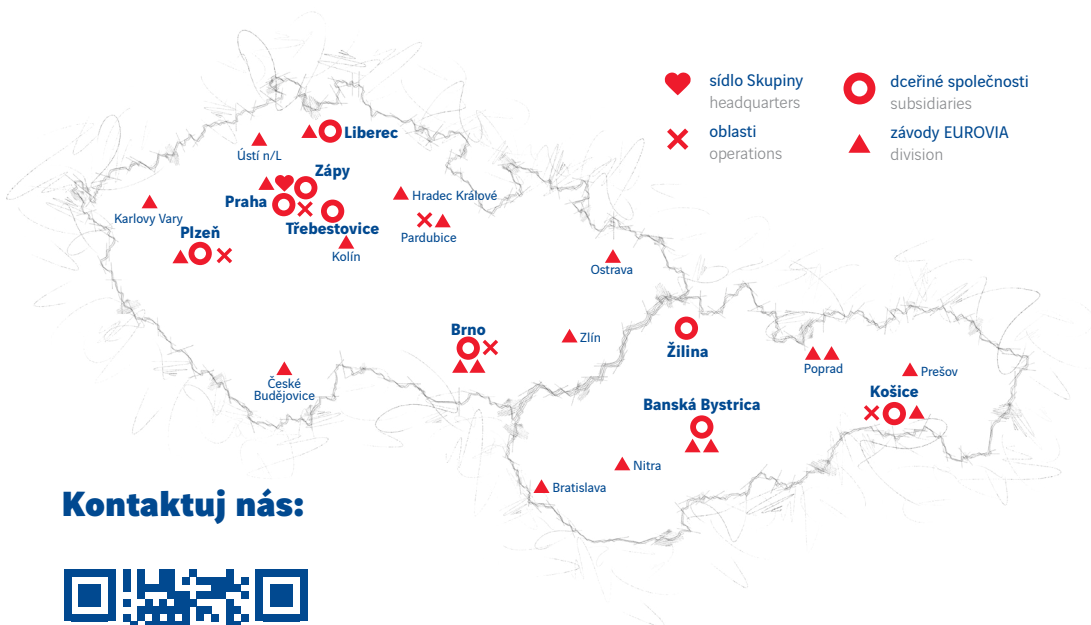 sídlo Skupiny
headquarters
dceřiné společnosti
subsidiaries
oblasti
operations
závody EUROVIA
division
Liberec
Ústí n/L
Zápy
Praha
Hradec Králové
Karlovy Vary
Plzeň
Třebestovice
Pardubice
Kolín
Ostrava
Brno
Zlín
Žilina
Poprad
Prešov
České
Budějovice
Košice
Banská Bystrica
Nitra
Bratislava
Kontaktuj nás: